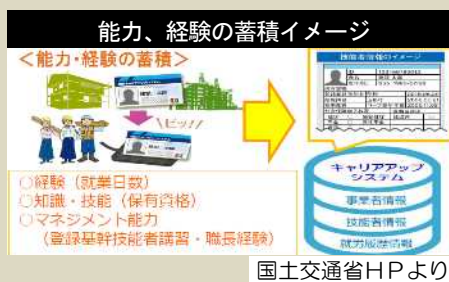 能力、経験の蓄積イメージ
＜能力・経験の蓄積＞
技能者情報のイメージ
ピッ!
○経験（就業日数）
○知識・技能（保有資格）
○マネジメント能力
（登録基幹技能者講習・職長経験）
キャリアアップ
システム
事業者情報
技能者情報
就労履歴情報
国土交通省HPより